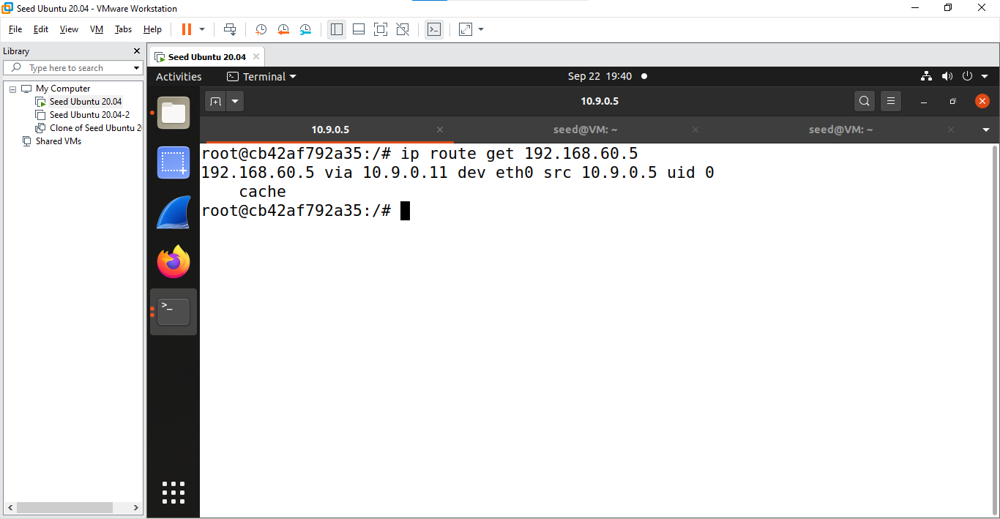 Seed Ubuntu 20.04 - VMware Workstation
File Edit View VM Tabs Help
Library
Type here to search
My Computer
Seed Ubuntu 20.04
Seed Ubuntu 20.04-2
Clone of Seed Ubuntu 2
Shared VMs
Seed Ubuntu 20.04
Activities Terminal Sep 22 19:40
10.9.0.5
10.9.0.5 seed@VM: ~ seed@VM: ~
root@cb42af792a35:/# ip route get 192.168.60.5
192.168.60.5 via 10.9.0.11 dev eth0 src 10.9.0.5 uid 0
    cache
root@cb42af792a35:/#